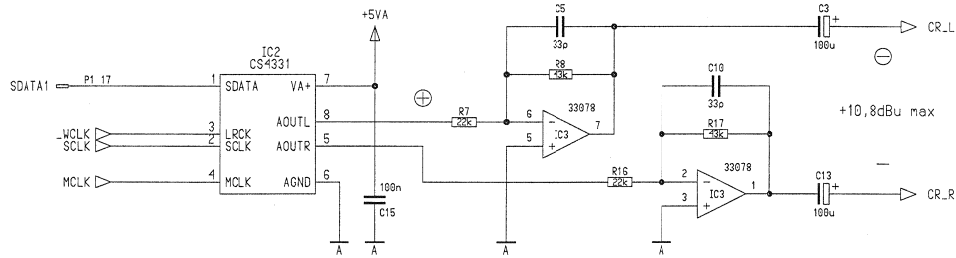 +5VA
C5
33p
C3
+
100u
CR_L
IC2
CS4331
R8
43k
C10
33p
SDATA1
P1 17
1
SDATA
VA+
7
+
R7
22k
33078
6
−
IC3
7
5
+
+10,8dBu max
AOUTL
8
R17
43k
_WCLK
3
LRCK
SCLK
2
SCLK
AOUTR
5
R16
22k
33078
2
−
IC3
1
3
+
C13
+
100u
CR_R
MCLK
4
MCLK
AGND
6
100n
C15
A
A
A
A